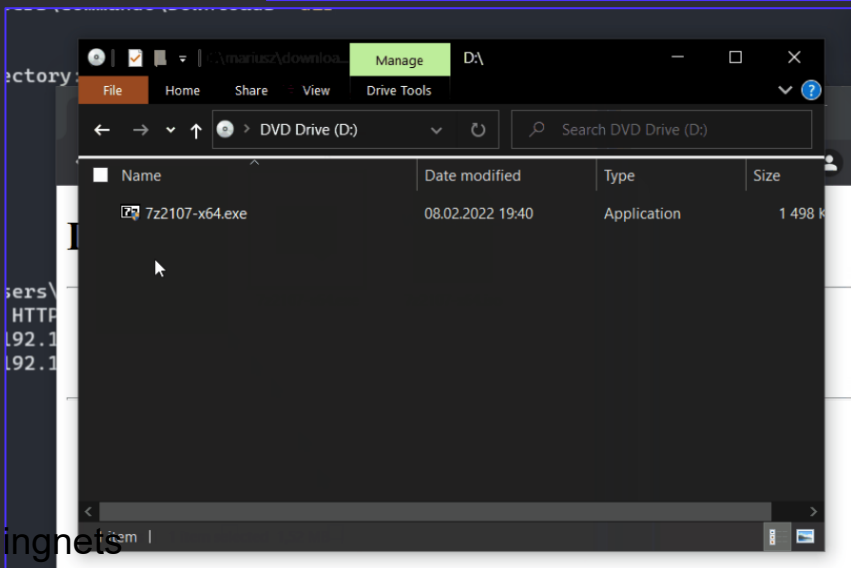 ectory:
Manage
D:\
File
Home
Share
View
Drive Tools
DVD Drive (D:)
Search DVD Drive (D:)
Name
Date modified
Type
Size
7z2107-x64.exe
08.02.2022 19:40
Application
1 498 K
sers\
HTTP
192.1
192.1
ingnets